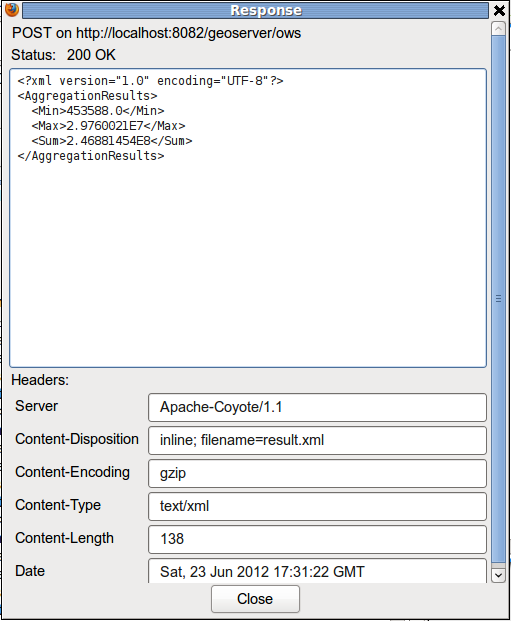 Response
POST on http://localhost:8082/geoserver/ows
Status: 200 OK
<?xml version="1.0" encoding="UTF-8"?>
<AggregationResults>
  <Min>453588.0</Min>
  <Max>2.9760021E7</Max>
  <Sum>2.46881454E8</Sum>
</AggregationResults>
Headers:
Server Apache-Coyote/1.1
Content-Disposition inline; filename=result.xml
Content-Encoding gzip
Content-Type text/xml
Content-Length 138
Date Sat, 23 Jun 2012 17:31:22 GMT
Close